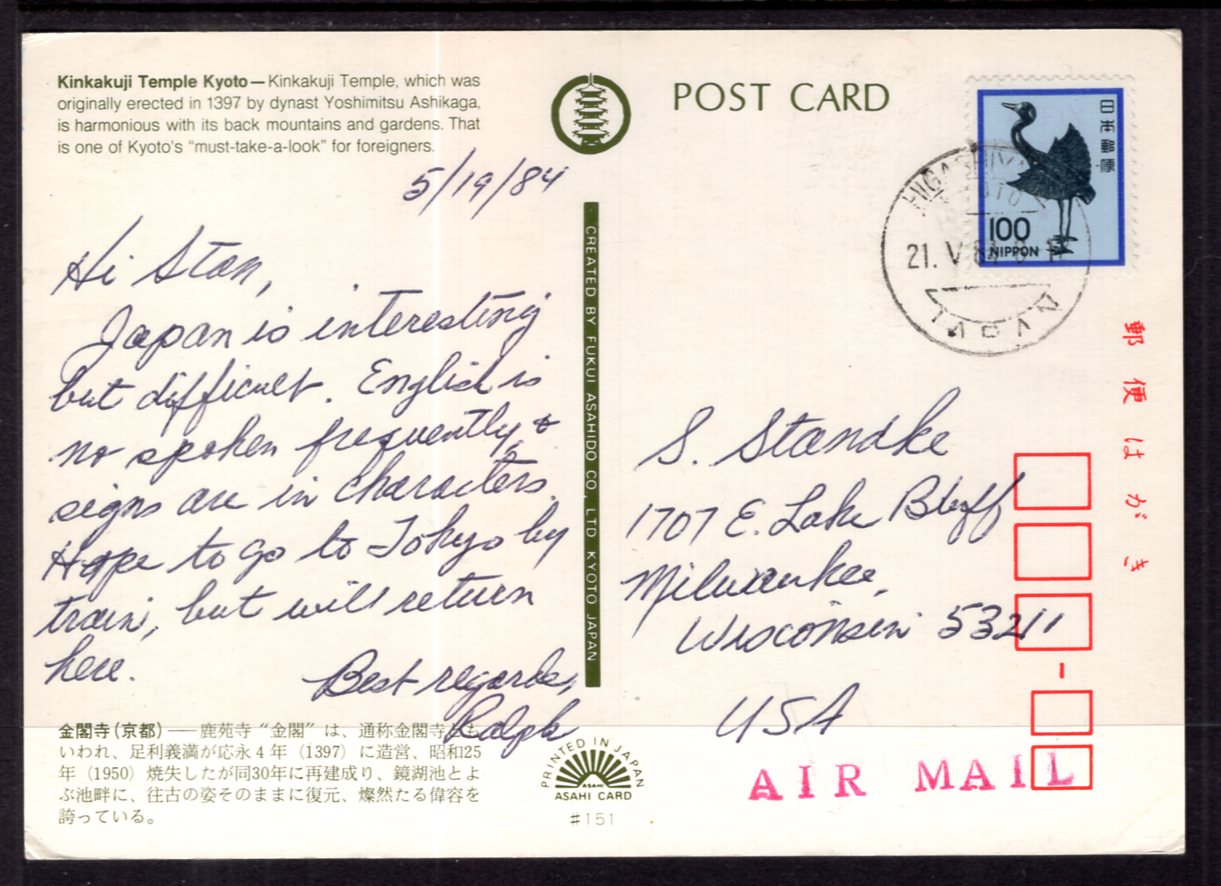 Kinkakuji Temple Kyoto — Kinkakuji Temple, which was
originally erected in 1397 by dynast Yoshimitsu Ashikaga,
is harmonious with its back mountains and gardens. That
is one of Kyoto's “must-take-a-look” for foreigners.
5/19/84
Hi Stan,
Japan is interesting
but difficult. English is
no spoken frequently &
signs are in characters.
Hope to go to Tokyo by
train, but will return
here.
Best regards,
Ralph
金閣寺(京都)── 鹿苑寺“金閣”は、通称金閣寺とも
いわれ、足利義満が応永4年(1397)に造営、昭和25
年(1950)焼失したが同30年に再建成り、鏡湖池とよ
ぶ池畔に、往古の姿そのままに復元、燦然たる偉容を
誇っている。
CREATED BY FUKUI ASAHIDO CO., LTD KYOTO JAPAN
PRINTED IN JAPAN
ASAHI
ASAHI CARD
#151
POST CARD
日本郵便
100
NIPPON
21. V
JAPAN
郵便はがき
S. Standke
1707 E. Lake Bluff
Milwaukee,
Wisconsin 53211
USA
AIR MAIL